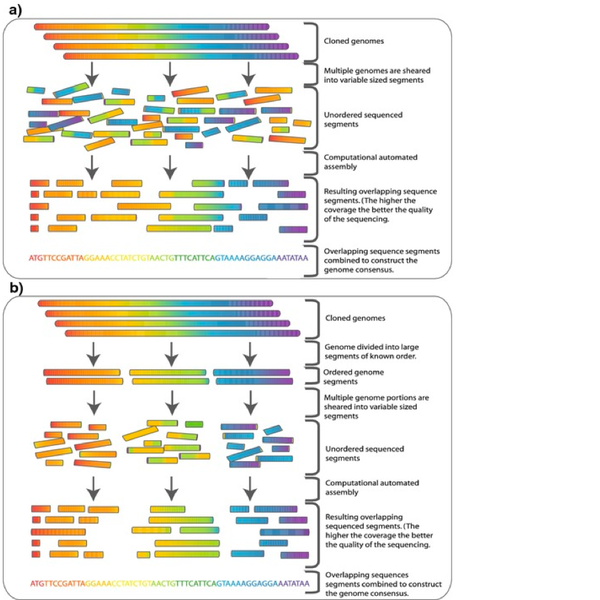 a)
Cloned genomes
Multiple genomes are sheared
into variable sized segments
Unordered sequenced
segments
Computational automated
assembly
Resulting overlapping sequence
segments. (The higher the
coverage the better the quality
of the sequencing.
ATGTTCCGATTAGGAAACCTATCTGTAACTGTTTCATTCAGTAAAAGGAGGAAATATAA
Overlapping sequence segments
combined to construct the
genome consensus.
b)
Cloned genomes
Genome divided into large
segments of known order.
Ordered genome
segments
Multiple genome portions are
sheared into variable sized
segments
Unordered sequenced
segments
Computational automated
assembly
Resulting overlapping
sequenced segments. (The
higher the coverage the better
the quality of the sequencing.
ATGTTCCGATTAGGAAACCTATCTGTAACTGTTTCATTCAGTAAAAGGAGGAAATATAA
Overlapping sequences
segments combined to construct
the genome consensus.